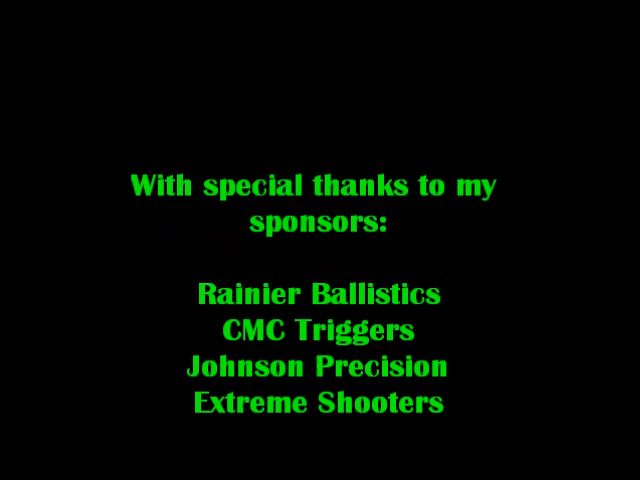 With special thanks to my
sponsors:
Rainier Ballistics
CMC Triggers
Johnson Precision
Extreme Shooters